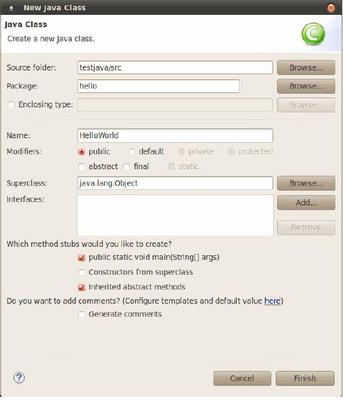 New Java Class
Java Class
Create a new Java class.
Source folder: testjava/src Browse...
Package: hello Browse...
Enclosing type: Browse...
Name: HelloWorld
Modifiers: public default private protected
abstract final static
Superclass: java.lang.Object Browse...
Interfaces: Add...
Remove
Which method stubs would you like to create?
public static void main(String[] args)
Constructors from superclass
Inherited abstract methods
Do you want to add comments? (Configure templates and default value here)
Generate comments
? Cancel Finish